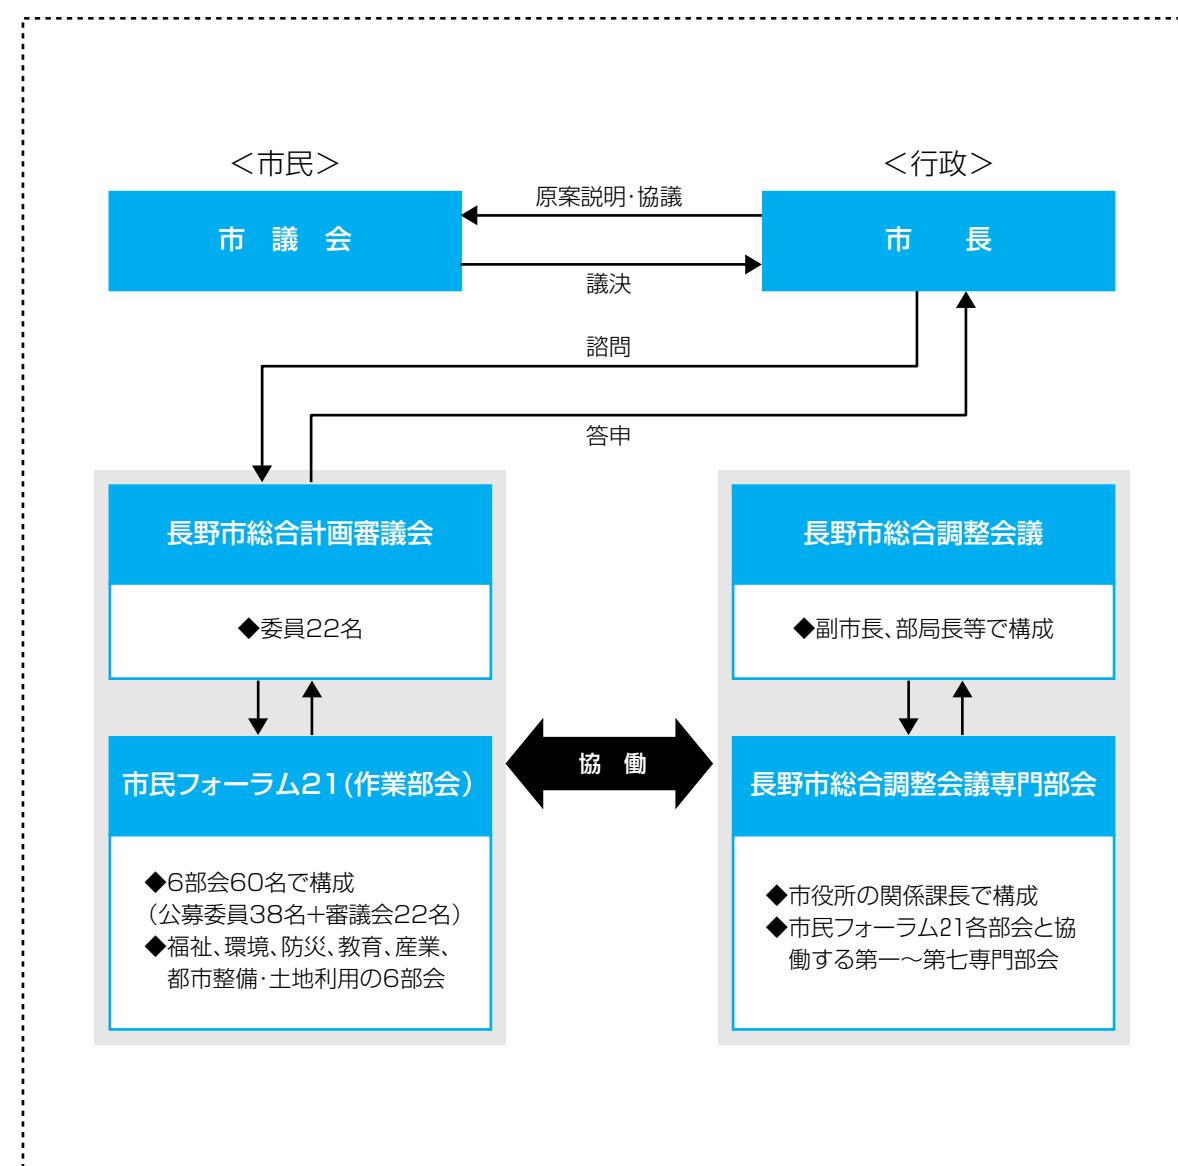 ＜市民＞
＜行政＞
市 議 会
原案説明・協議
市 長
議決
諮問
答申
長野市総合計画審議会
◆委員22名
市民フォーラム21(作業部会)
◆6部会60名で構成
（公募委員38名＋審議会22名）
◆福祉、環境、防災、教育、産業、
都市整備・土地利用の6部会
協 働
長野市総合調整会議
◆副市長、部局長等で構成
長野市総合調整会議専門部会
◆市役所の関係課長で構成
◆市民フォーラム21各部会と協
働する第一〜第七専門部会